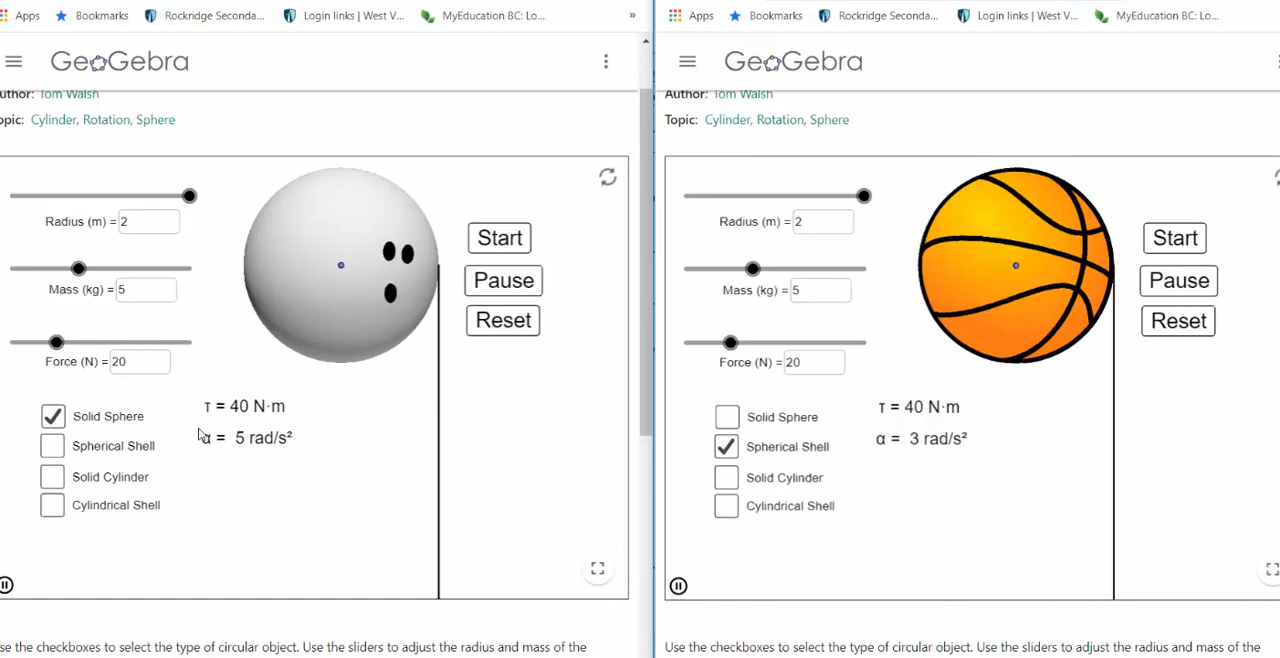 Apps Bookmarks Rockridge Seconda... Login links | West V... MyEducation BC: Lo... »
GeoGebra
uthor: Tom Walsh
opic: Cylinder, Rotation, Sphere
Radius (m) = 2
Mass (kg) = 5
Force (N) = 20
Solid Sphere
Spherical Shell
Solid Cylinder
Cylindrical Shell
τ = 40 N·m
α = 5 rad/s²
Start
Pause
Reset
se the checkboxes to select the type of circular object. Use the sliders to adjust the radius and mass of the
Apps Bookmarks Rockridge Seconda... Login links | West V... MyEducation BC: Lo...
GeoGebra
Author: Tom Walsh
Topic: Cylinder, Rotation, Sphere
Radius (m) = 2
Mass (kg) = 5
Force (N) = 20
Solid Sphere
Spherical Shell
Solid Cylinder
Cylindrical Shell
τ = 40 N·m
α = 3 rad/s²
Start
Pause
Reset
Use the checkboxes to select the type of circular object. Use the sliders to adjust the radius and mass of the